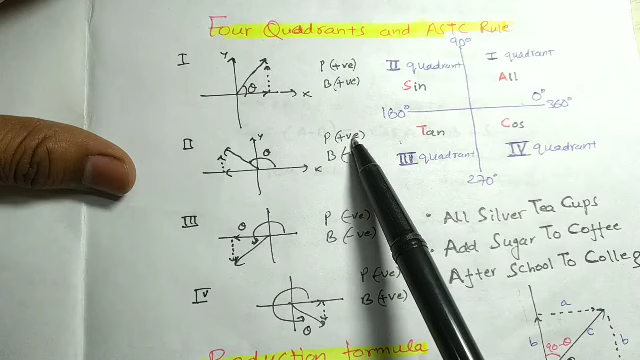 Four Quadrants and ASTC Rule
I
Y
P (+ve)
B (+ve)
θ
X
II
Y
P (+ve)
B (-
θ
X
III
θ
P (-ve)
B (-ve)
IV
P (-ve)
B (+ve)
θ
90°
II quadrant
I quadrant
Sin
All
180°
0°
360°
Tan
Cos
III quadrant
IV quadrant
270°
• All Silver Tea Cups
• Add Sugar To Coffee
After School To Colleg
a
b
c
b
90-θ
Reduction formula